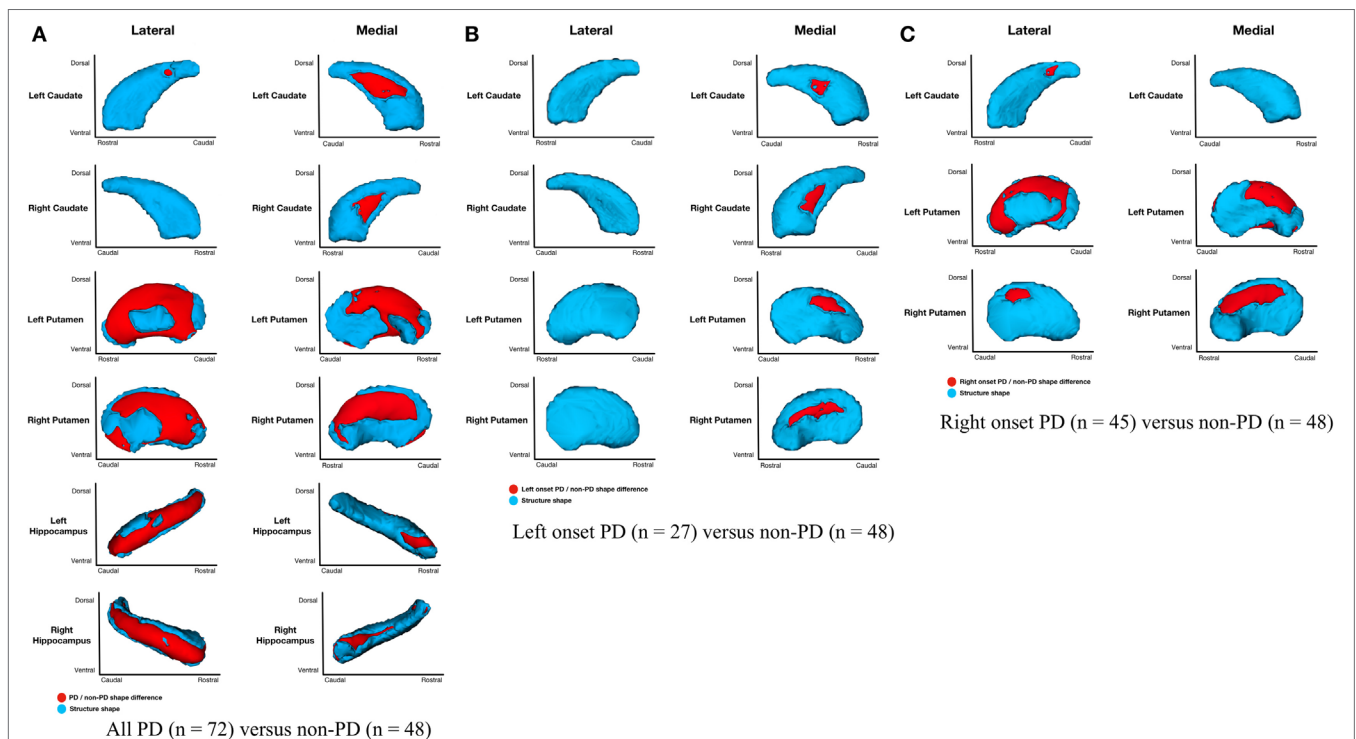 A
Lateral
Medial
Dorsal
Left Caudate
Ventral
Rostral
Caudal
Dorsal
Left Caudate
Ventral
Caudal
Rostral
Dorsal
Right Caudate
Ventral
Caudal
Rostral
Dorsal
Right Caudate
Ventral
Rostral
Caudal
Dorsal
Left Putamen
Ventral
Rostral
Caudal
Dorsal
Left Putamen
Ventral
Caudal
Rostral
Dorsal
Right Putamen
Ventral
Caudal
Rostral
Dorsal
Right Putamen
Ventral
Rostral
Caudal
Dorsal
Left
Hippocampus
Ventral
Caudal
Rostral
Dorsal
Left
Hippocampus
Ventral
Caudal
Rostral
Dorsal
Right
Hippocampus
Ventral
Caudal
Rostral
Dorsal
Right
Hippocampus
Ventral
Rostral
Caudal
PD / non-PD shape difference
Structure shape
All PD (n = 72) versus non-PD (n = 48)
B
Lateral
Medial
Dorsal
Left Caudate
Ventral
Rostral
Caudal
Dorsal
Left Caudate
Ventral
Caudal
Rostral
Dorsal
Right Caudate
Ventral
Caudal
Rostral
Dorsal
Right Caudate
Ventral
Rostral
Caudal
Dorsal
Left Putamen
Ventral
Rostral
Caudal
Dorsal
Left Putamen
Ventral
Caudal
Rostral
Dorsal
Right Putamen
Ventral
Caudal
Rostral
Dorsal
Right Putamen
Ventral
Rostral
Caudal
Left onset PD / non-PD shape difference
Structure shape
Left onset PD (n = 27) versus non-PD (n = 48)
C
Lateral
Medial
Dorsal
Left Caudate
Ventral
Rostral
Caudal
Dorsal
Left Caudate
Ventral
Caudal
Rostral
Dorsal
Left Putamen
Ventral
Rostral
Caudal
Dorsal
Left Putamen
Ventral
Caudal
Rostral
Dorsal
Right Putamen
Ventral
Caudal
Rostral
Dorsal
Right Putamen
Ventral
Rostral
Caudal
Right onset PD / non-PD shape difference
Structure shape
Right onset PD (n = 45) versus non-PD (n = 48)